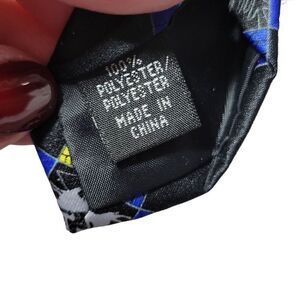 100%
POLYESTER/
POLYESTER
MADE IN
CHINA